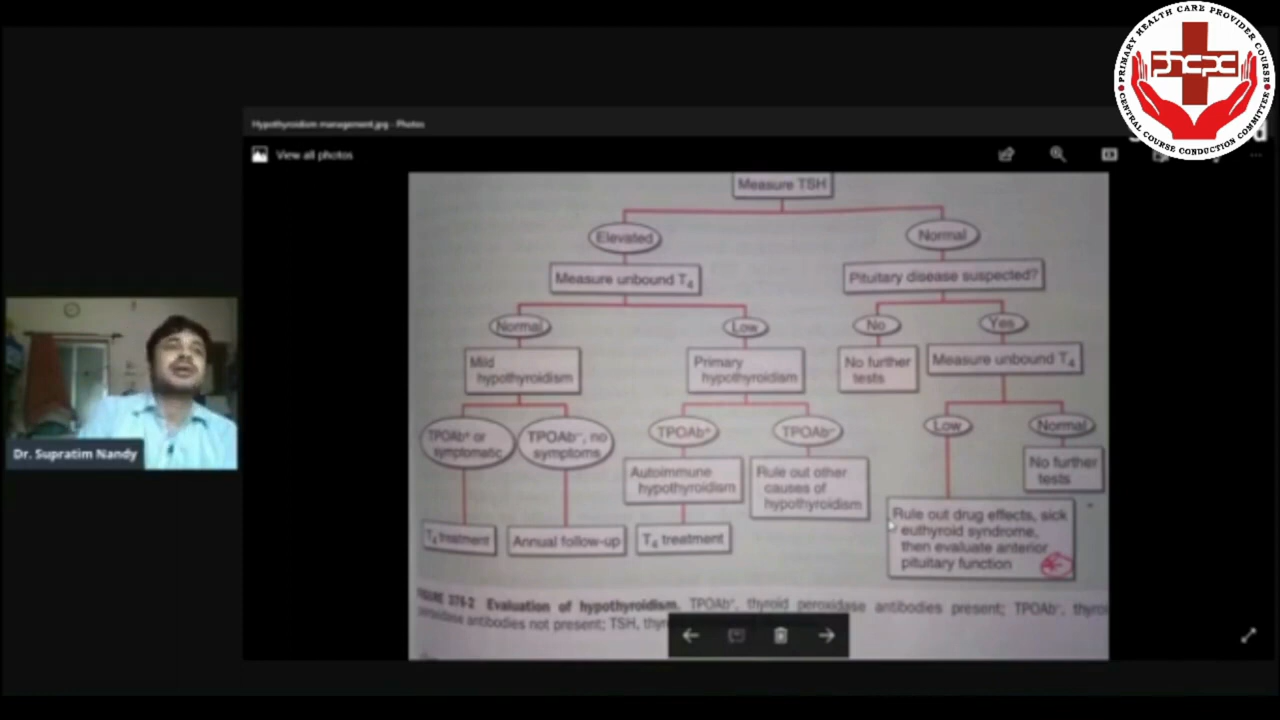 PRIMARY HEALTH CARE PROVIDER COURSE
phcpc
CENTRAL COURSE CONDUCTION COMMITTEE
Hypothyroidism management.jpg - Photos
View all photos
Measure TSH
Elevated
Normal
Measure unbound T4
Pituitary disease suspected?
Normal
Low
No
Yes
Mild
hypothyroidism
Primary
hypothyroidism
No further
tests
Measure unbound T4
TPOAb+ or
symptomatic
TPOAb–, no
symptoms
TPOAb+
TPOAb–
Low
Normal
Autoimmune
hypothyroidism
Rule out other
causes of
hypothyroidism
No further
tests
T4 treatment
Annual follow-up
T4 treatment
Rule out drug effects, sick
euthyroid syndrome,
then evaluate anterior
pituitary function
FIGURE 376-2 Evaluation of hypothyroidism. TPOAb+, thyroid peroxidase antibodies present; TPOAb–, thyro
peroxidase antibodies not present; TSH, thyr
Dr. Supratim Nandy